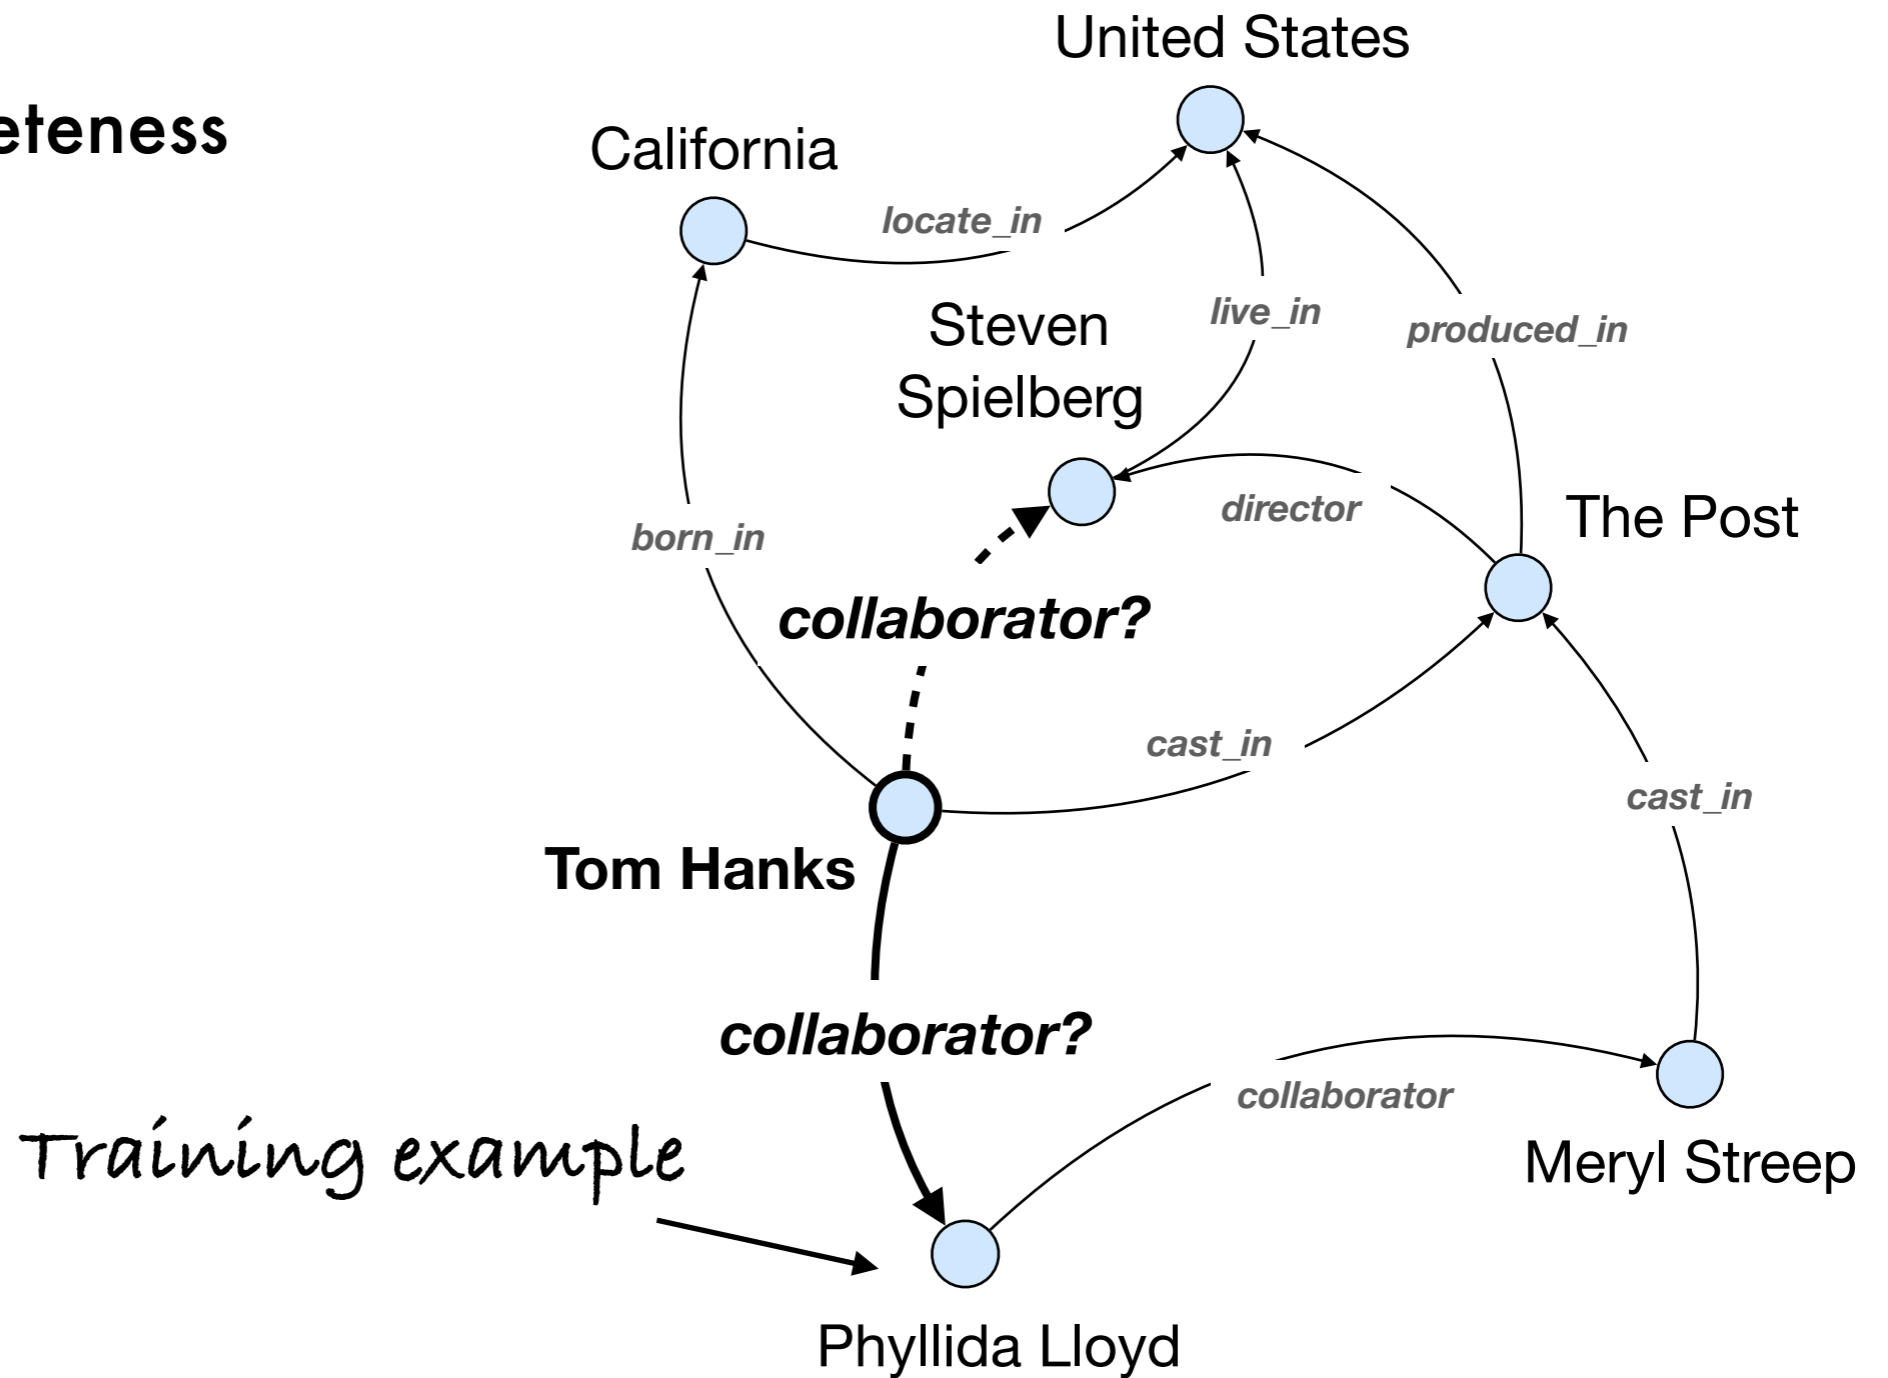 United States
eteness
California
locate_in
Steven
Spielberg
live_in
produced_in
director
The Post
born_in
collaborator?
cast_in
cast_in
Tom Hanks
collaborator?
collaborator
Training example
Meryl Streep
Phyllida Lloyd